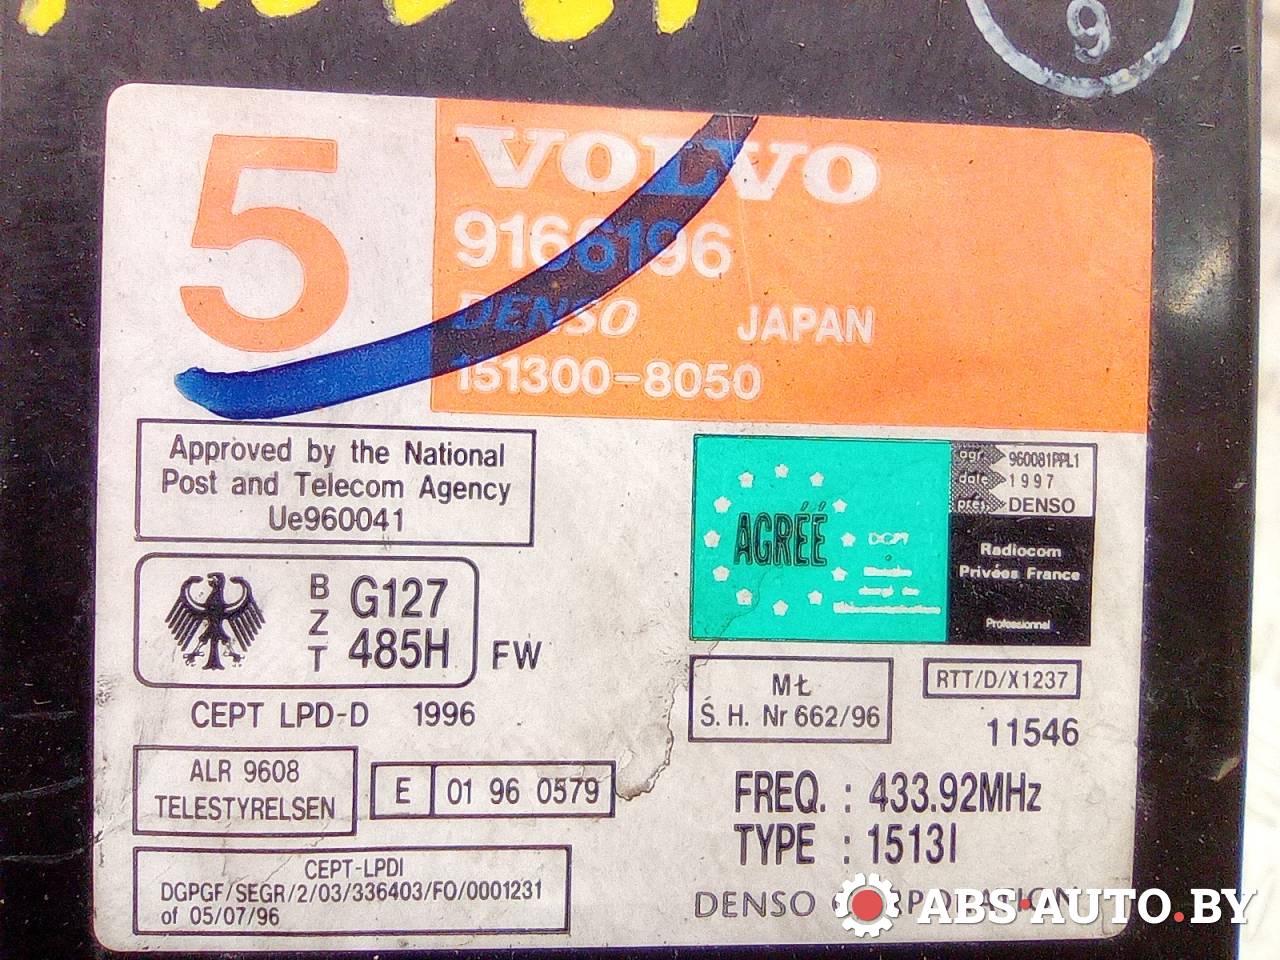 9
5
VOLVO
9166196
DENSO JAPAN
151300-8050
Approved by the National
Post and Telecom Agency
Ue960041
BZT G127
485H
FW
CEPT LPD-D 1996
ALR 9608
TELESTYRELSEN
E 01 96 0579
CEPT-LPDI
DGPGF/SEGR/2/03/336403/FO/0001231
of 05/07/96
AGRÉÉ
agr. 960081PPL1
date 1997
DENSO
Radiocom
Privées France
Professionnel
MŁ
Ś. H. Nr 662/96
RTT/D/X1237
11546
FREQ. : 433.92MHz
TYPE : 1513I
DENSO
ABS-AUTO.BY